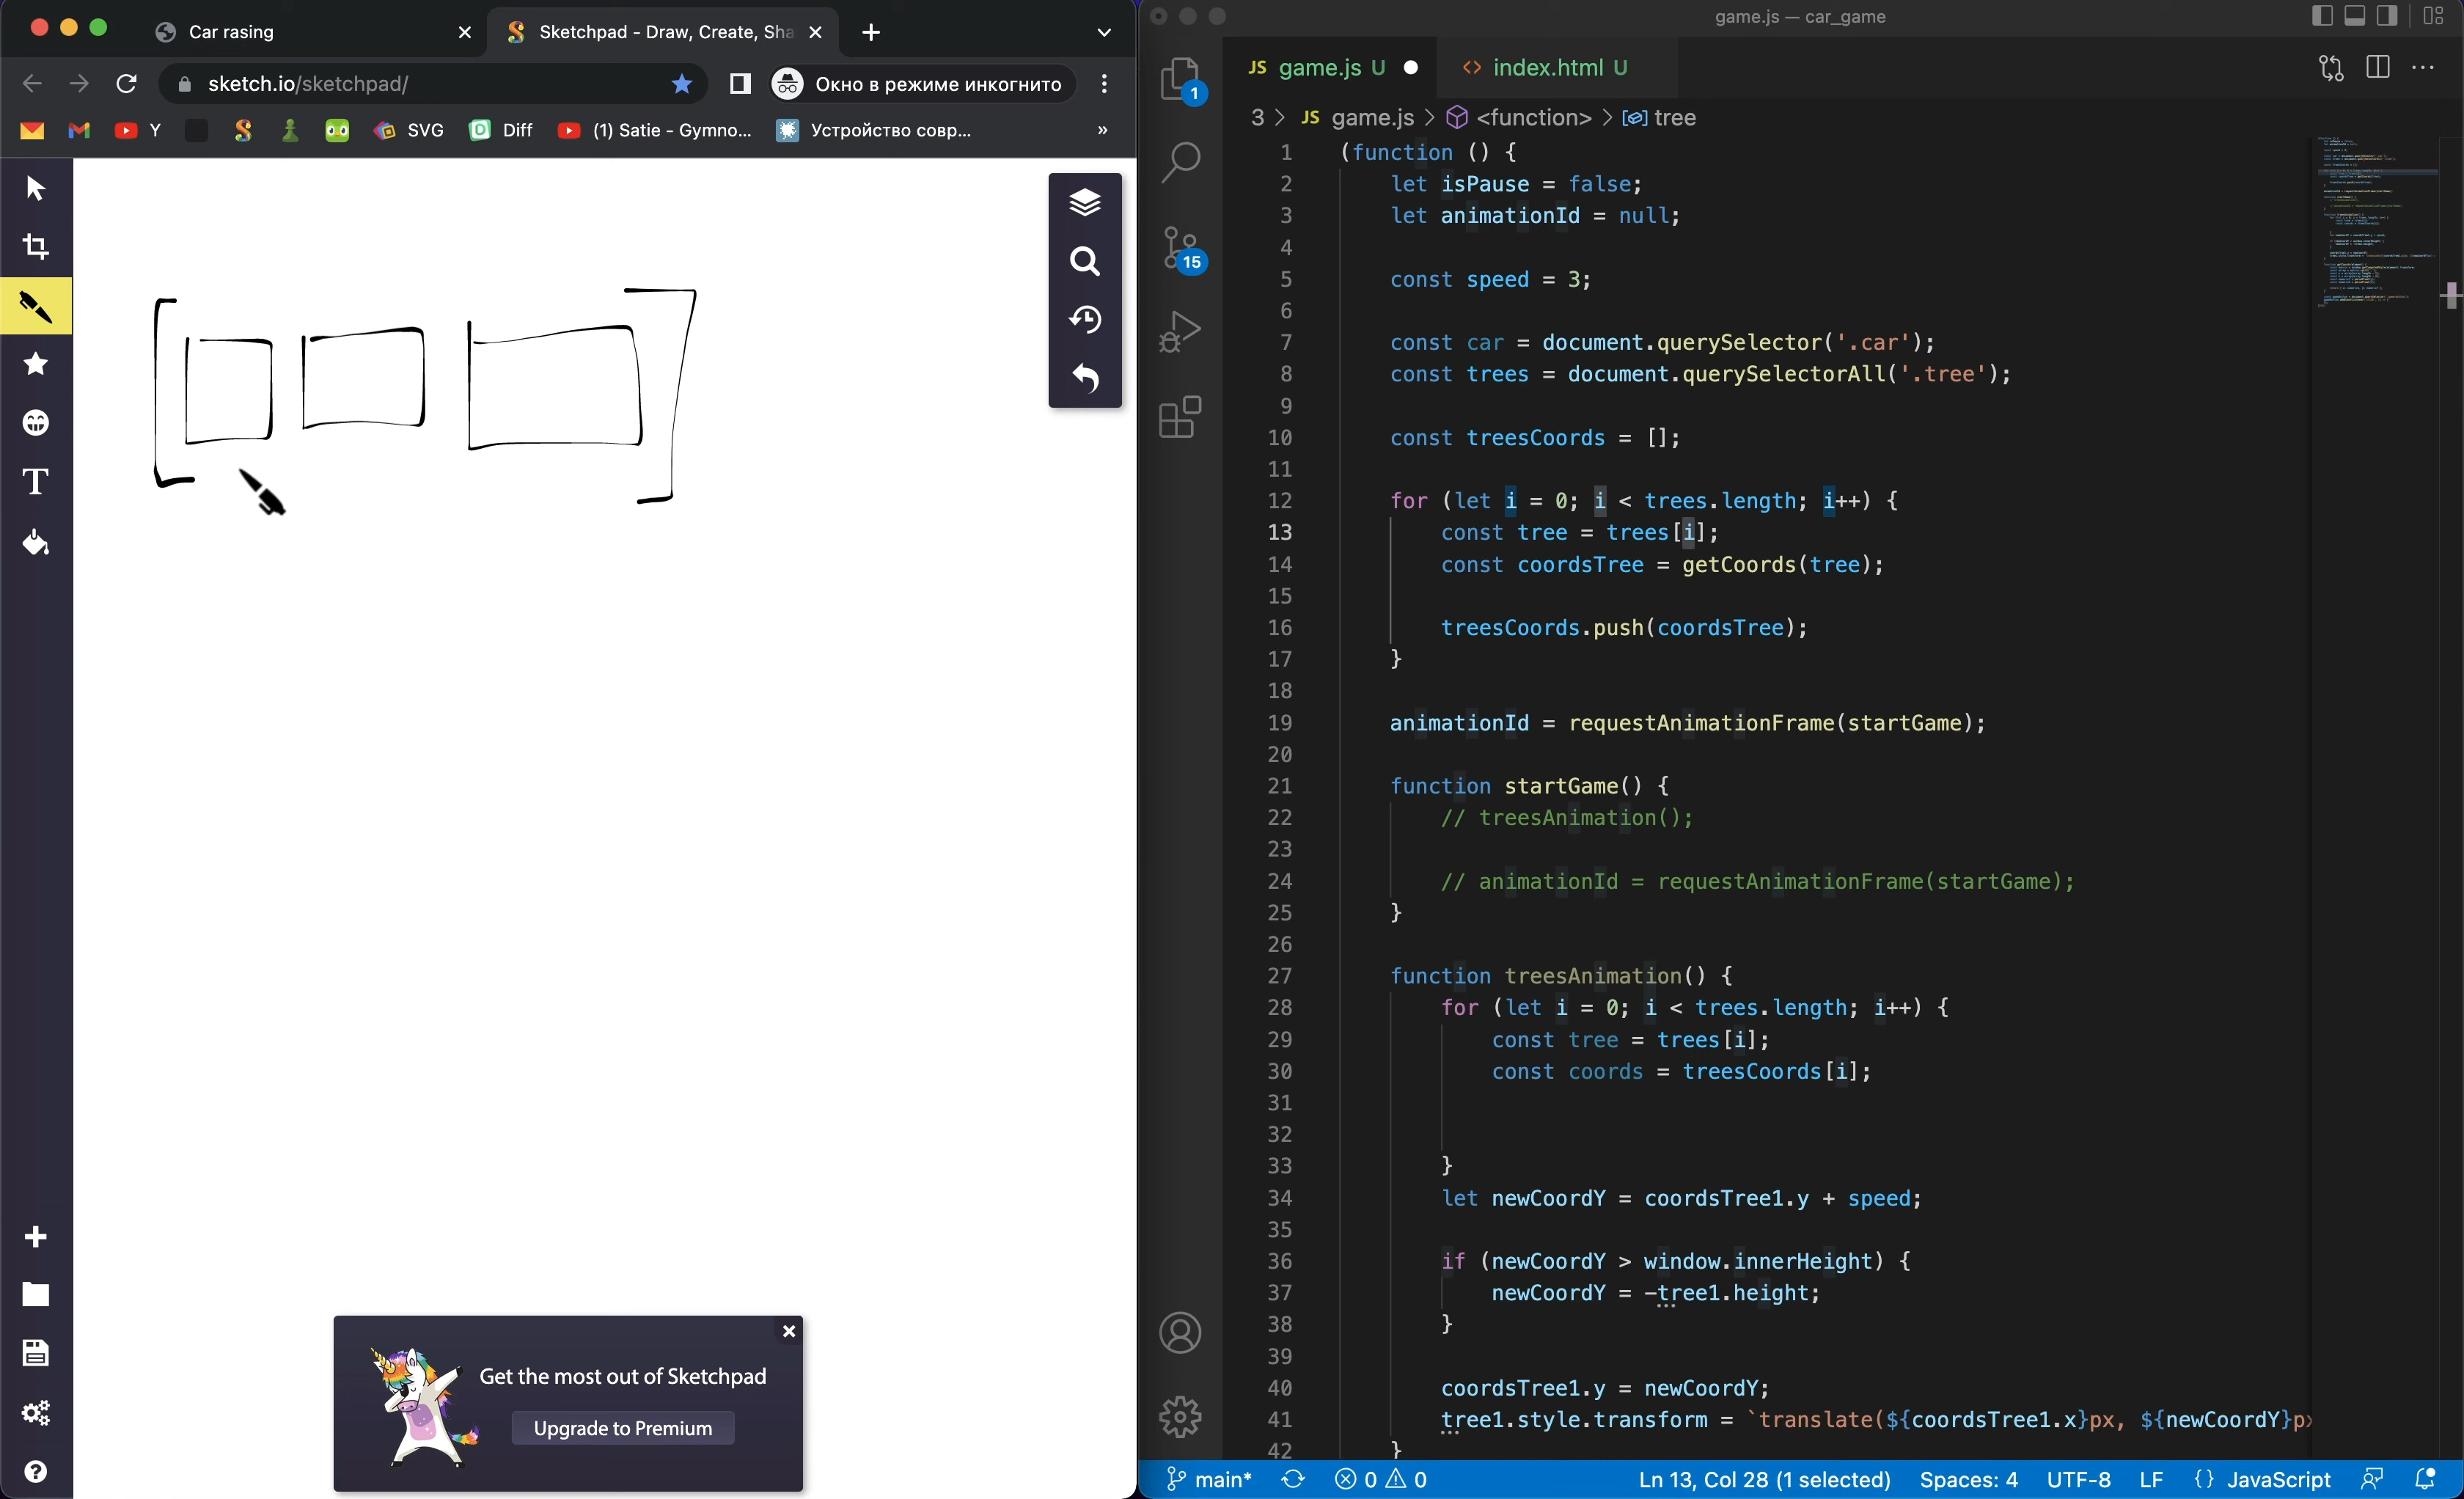 Car rasing
Sketchpad - Draw, Create, Sha
sketch.io/sketchpad/
Окно в режиме инкогнито
Y
SVG
Diff
(1) Satie - Gymno...
Устройство совр...
»
T
Get the most out of Sketchpad
Upgrade to Premium
game.js — car_game
JS game.js U
<> index.html U
1
15
3 > JS game.js > <function> > tree
1 (function () {
2 let isPause = false;
3 let animationId = null;
4
5 const speed = 3;
6
7 const car = document.querySelector('.car');
8 const trees = document.querySelectorAll('.tree');
9
10 const treesCoords = [];
11
12 for (let i = 0; i < trees.length; i++) {
13 const tree = trees[i];
14 const coordsTree = getCoords(tree);
15
16 treesCoords.push(coordsTree);
17 }
18
19 animationId = requestAnimationFrame(startGame);
20
21 function startGame() {
22 // treesAnimation();
23
24 // animationId = requestAnimationFrame(startGame);
25 }
26
27 function treesAnimation() {
28 for (let i = 0; i < trees.length; i++) {
29 const tree = trees[i];
30 const coords = treesCoords[i];
31
32
33 }
34 let newCoordY = coordsTree1.y + speed;
35
36 if (newCoordY > window.innerHeight) {
37 newCoordY = -tree1.height;
38 }
39
40 coordsTree1.y = newCoordY;
41 tree1.style.transform = `translate(${coordsTree1.x}px, ${newCoordY}px
42 }
main* 0 0 Ln 13, Col 28 (1 selected) Spaces: 4 UTF-8 LF {} JavaScript